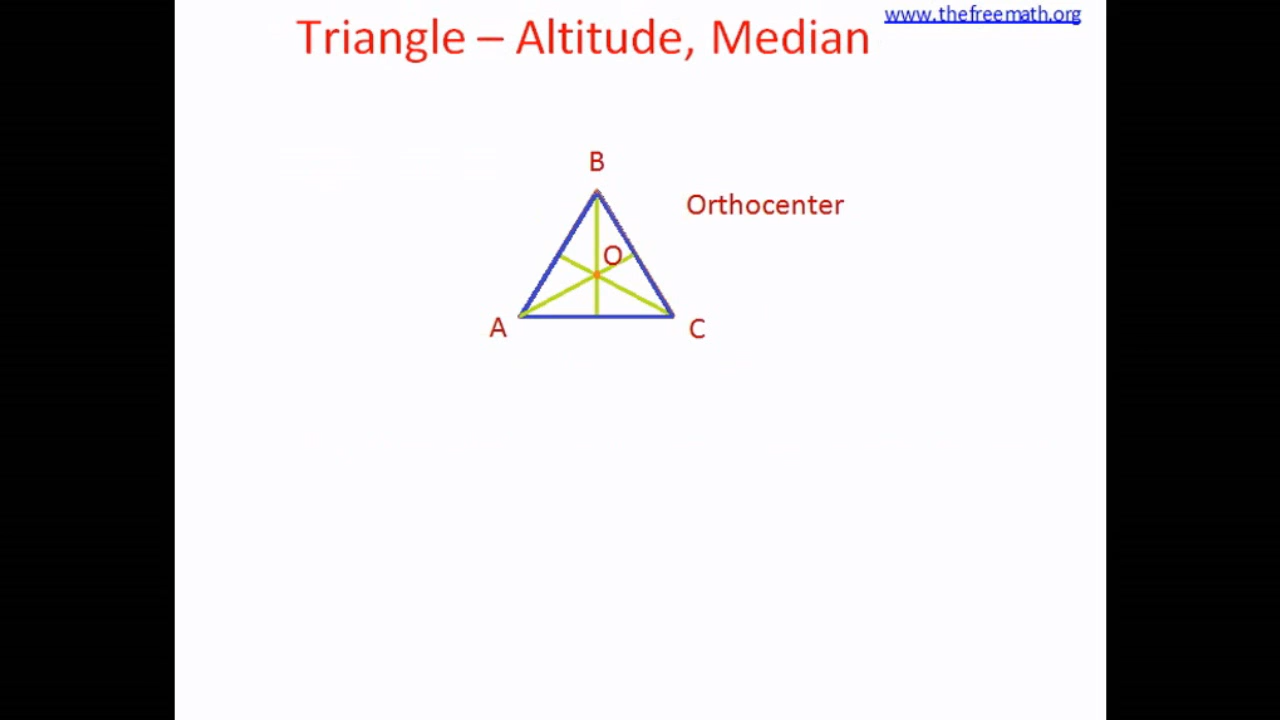 www.thefreemath.org
Triangle – Altitude, Median
B
Orthocenter
O
A
C